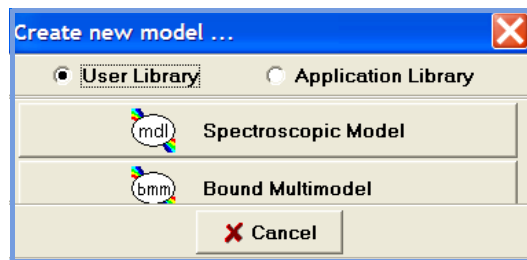 Create new model ...
User Library Application Library
mdl Spectroscopic Model
bmm Bound Multimodel
Cancel